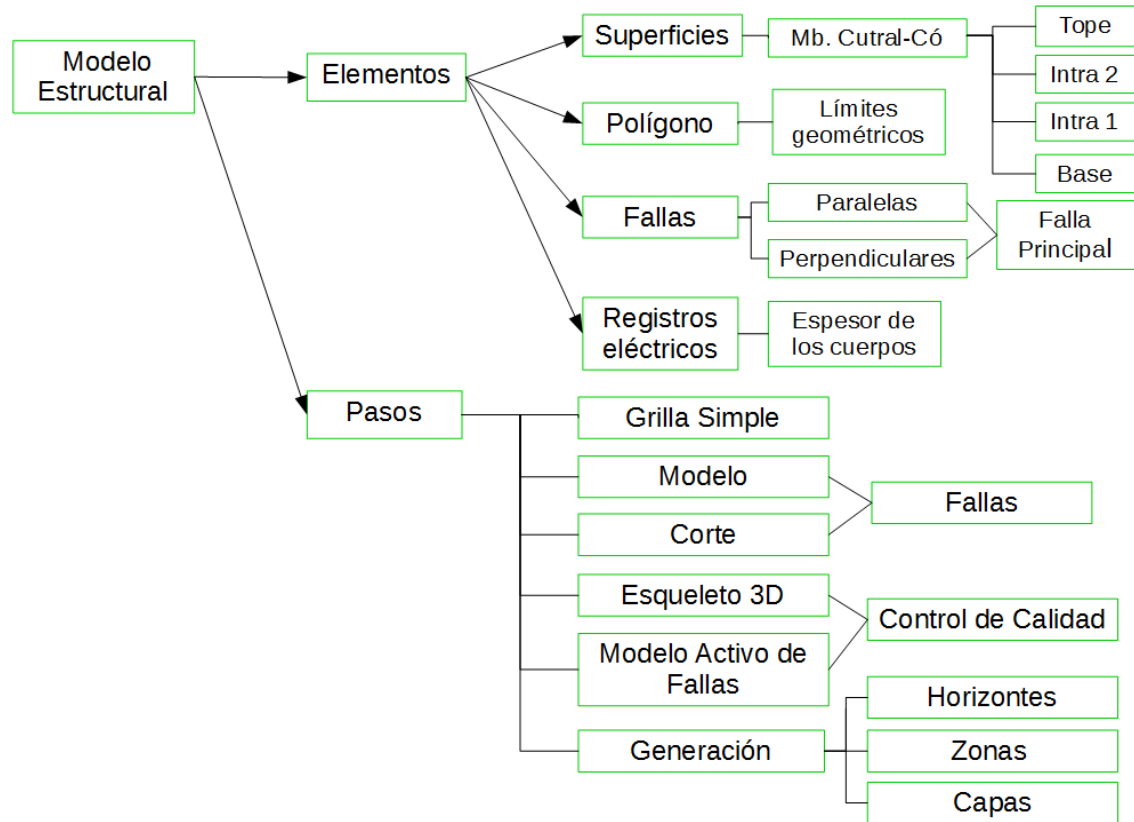 Modelo
Estructural
Elementos
Superficies
Mb. Cutral-Có
Tope
Intra 2
Intra 1
Base
Polígono
Límites
geométricos
Fallas
Paralelas
Perpendiculares
Falla
Principal
Registros
eléctricos
Espesor de
los cuerpos
Pasos
Grilla Simple
Modelo
Corte
Fallas
Esqueleto 3D
Modelo Activo de
Fallas
Control de Calidad
Generación
Horizontes
Zonas
Capas